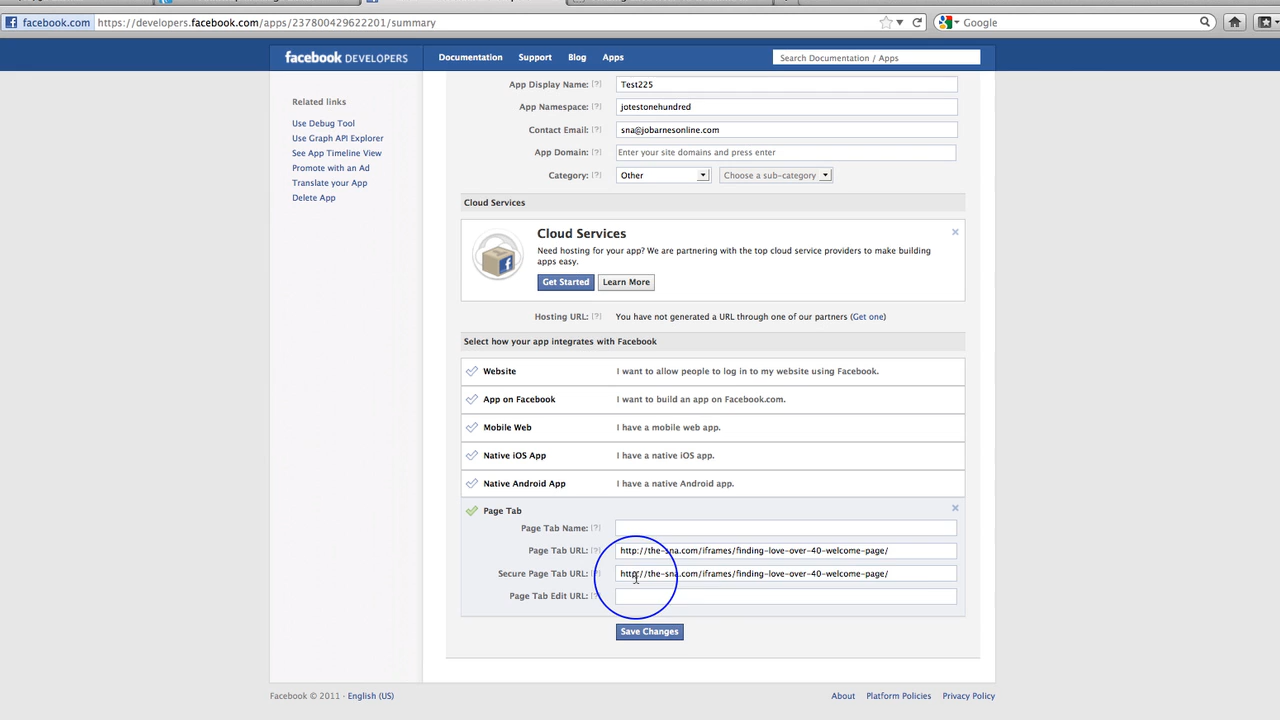 facebook.com https://developers.facebook.com/apps/237800429622201/summary Google
facebook DEVELOPERS Documentation Support Blog Apps Search Documentation / Apps
Related links
Use Debug Tool
Use Graph API Explorer
See App Timeline View
Promote with an Ad
Translate your App
Delete App
App Display Name: [?] Test225
App Namespace: [?] jotestonehundred
Contact Email: [?] sna@jobarnesonline.com
App Domain: [?] Enter your site domains and press enter
Category: [?] Other Choose a sub-category
Cloud Services
Cloud Services
Need hosting for your app? We are partnering with the top cloud service providers to make building
apps easy.
Get Started Learn More
Hosting URL: [?] You have not generated a URL through one of our partners (Get one)
Select how your app integrates with Facebook
Website I want to allow people to log in to my website using Facebook.
App on Facebook I want to build an app on Facebook.com.
Mobile Web I have a mobile web app.
Native iOS App I have a native iOS app.
Native Android App I have a native Android app.
Page Tab
Page Tab Name: [?]
Page Tab URL: [?] http://the-sna.com/iframes/finding-love-over-40-welcome-page/
Secure Page Tab URL: [?] http://the-sna.com/iframes/finding-love-over-40-welcome-page/
Page Tab Edit URL: [?]
Save Changes
Facebook © 2011 · English (US) About Platform Policies Privacy Policy